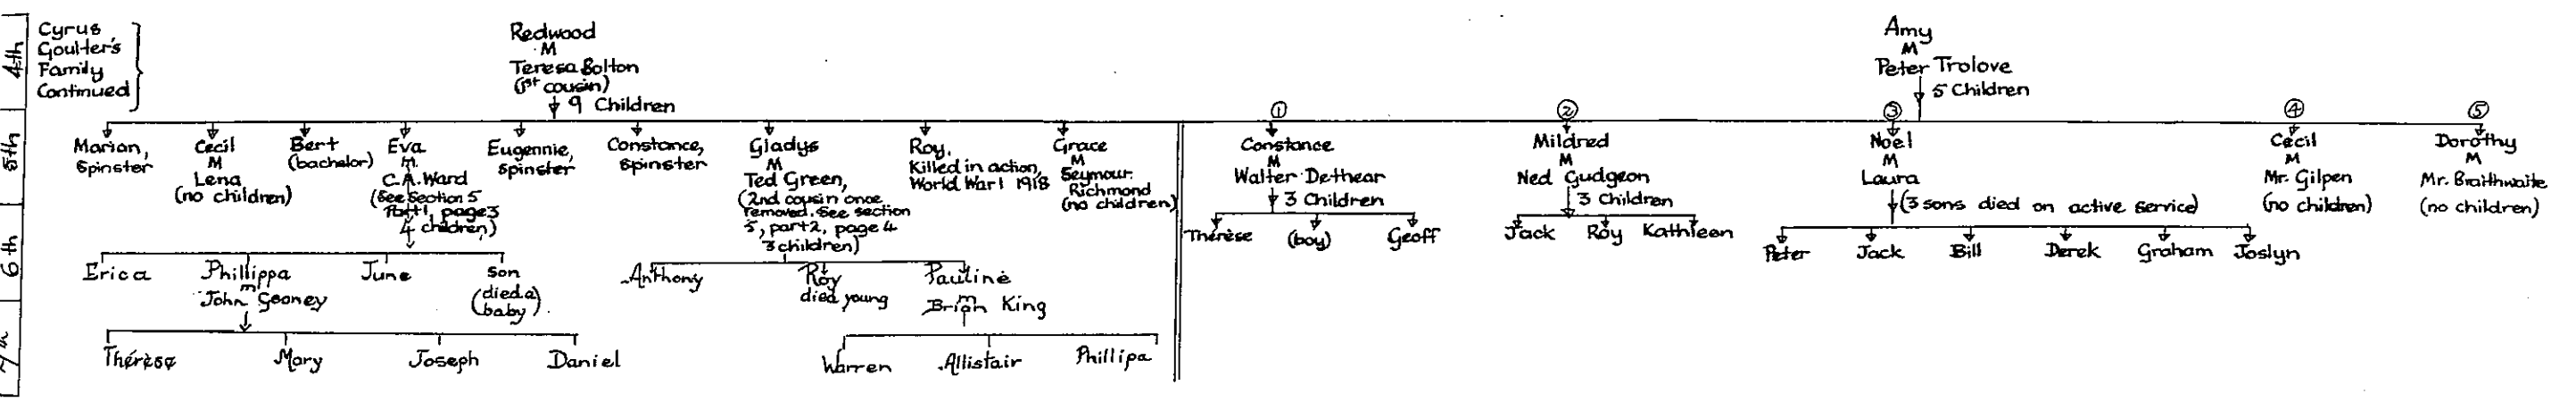 4th
Cyrus
Goulter's
Family
Continued
Redwood
M
Teresa Bolton
(1st cousin)
9 Children
Amy
M
Peter Trolove
5 Children
5th
Marian,
Spinster
Cecil
M
Lena
(no children)
Bert
(bachelor)
Eva
m.
C.A. Ward
(See Section 5
Part 1, page 3
4 children)
Eugennie,
Spinster
Constance,
Spinster
Gladys
M
Ted Green,
(2nd cousin once
removed. See section
5, part 2, page 4
3 children)
Roy,
Killed in action,
World War 1 1918
Grace
M
Seymour
Richmond
(no children)
①
Constance
M
Walter Dethear
3 Children
②
Mildred
M
Ned Gudgeon
3 Children
③
Noel
M
Laura
(3 sons died on active service)
④
Cecil
M
Mr. Gilpen
(no children)
⑤
Dorothy
M
Mr. Braithwaite
(no children)
6th
Erica
Phillippa
m
John Gooney
June
Son
(died a
baby)
Anthony
Roy
died young
Pauline
m
Brian King
Thérèse
(boy)
Geoff
Jack
Roy
Kathleen
Peter
Jack
Bill
Derek
Graham
Joslyn
7th
Thérèse
Mary
Joseph
Daniel
Warren
Allistair
Phillipa